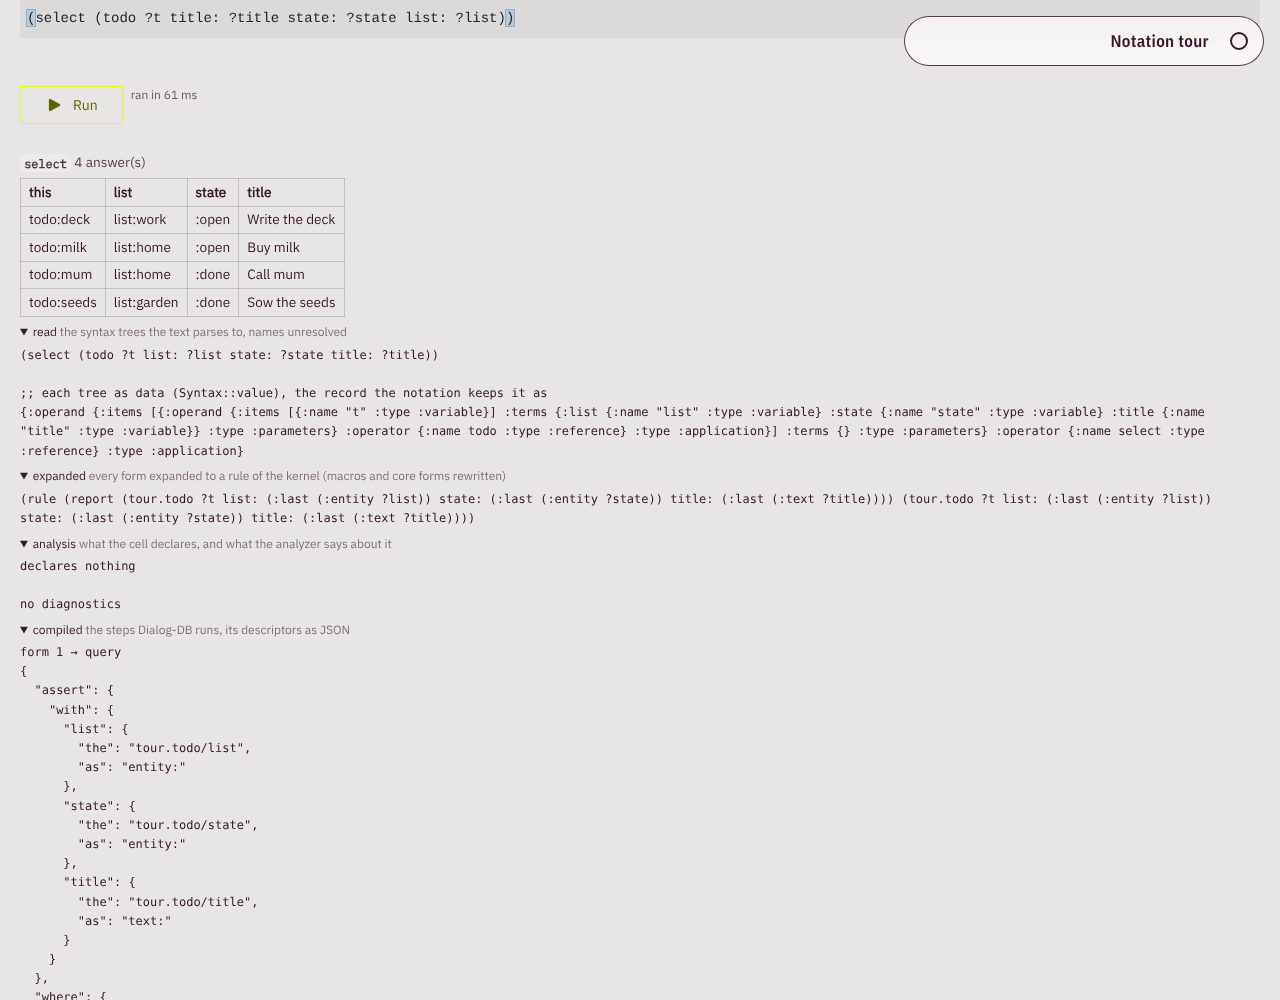 (select (todo ?t title: ?title state: ?state list: ?list))
Notation tour
Run
ran in 61 ms
select 4 answer(s)
this list state title
todo:deck list:work :open Write the deck
todo:milk list:home :open Buy milk
todo:mum list:home :done Call mum
todo:seeds list:garden :done Sow the seeds
▼ read the syntax trees the text parses to, names unresolved
(select (todo ?t list: ?list state: ?state title: ?title))
;; each tree as data (Syntax::value), the record the notation keeps it as
{:operand {:items [{:operand {:items [{:name "t" :type :variable}] :terms {:list {:name "list" :type :variable} :state {:name "state" :type :variable} :title {:name
"title" :type :variable}} :type :parameters} :operator {:name todo :type :reference} :type :application}] :terms {} :type :parameters} :operator {:name select :type
:reference} :type :application}
▼ expanded every form expanded to a rule of the kernel (macros and core forms rewritten)
(rule (report (tour.todo ?t list: (:last (:entity ?list)) state: (:last (:entity ?state)) title: (:last (:text ?title)))) (tour.todo ?t list: (:last (:entity ?list))
state: (:last (:entity ?state)) title: (:last (:text ?title))))
▼ analysis what the cell declares, and what the analyzer says about it
declares nothing
no diagnostics
▼ compiled the steps Dialog-DB runs, its descriptors as JSON
form 1 → query
{
"assert": {
"with": {
"list": {
"the": "tour.todo/list",
"as": "entity:"
},
"state": {
"the": "tour.todo/state",
"as": "entity:"
},
"title": {
"the": "tour.todo/title",
"as": "text:"
}
}
},
"where": {